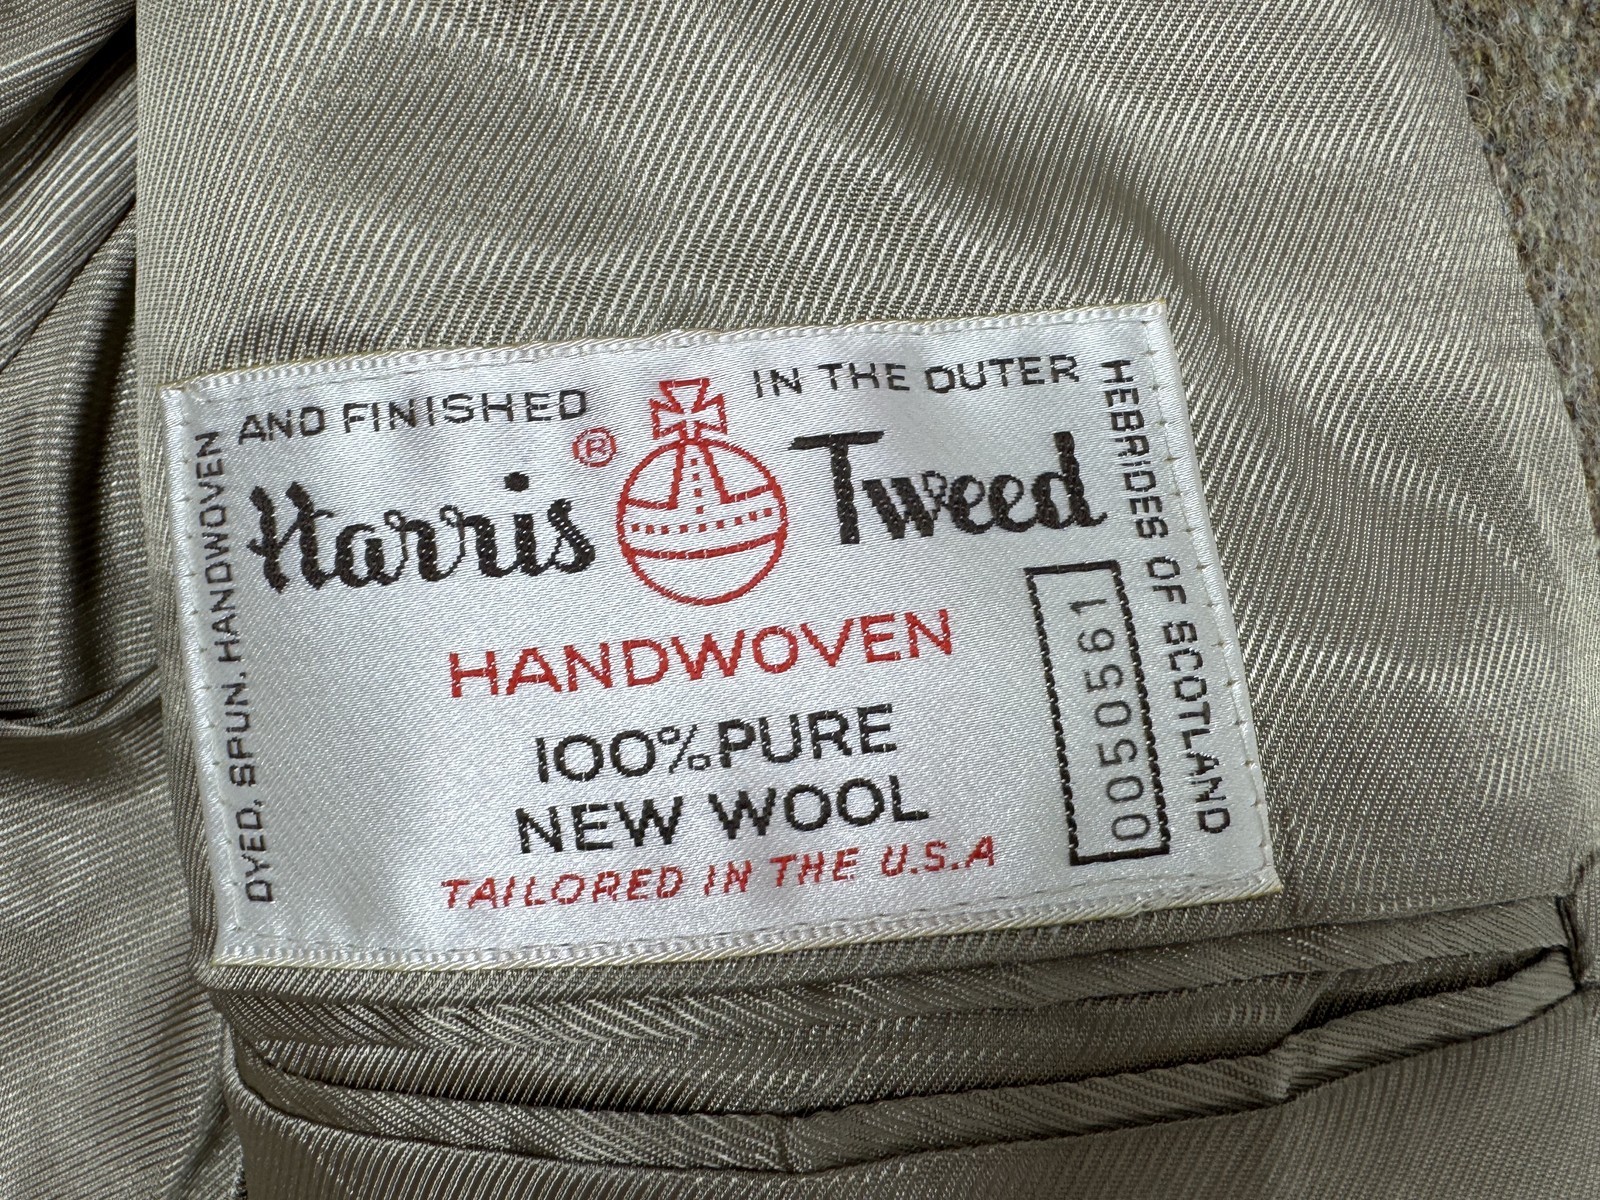 DYED, SPUN, HANDWOVEN
AND FINISHED
IN THE OUTER
HEBRIDES OF SCOTLAND
Harris ® Tweed
HANDWOVEN
100% PURE
NEW WOOL
TAILORED IN THE U.S.A
0050561